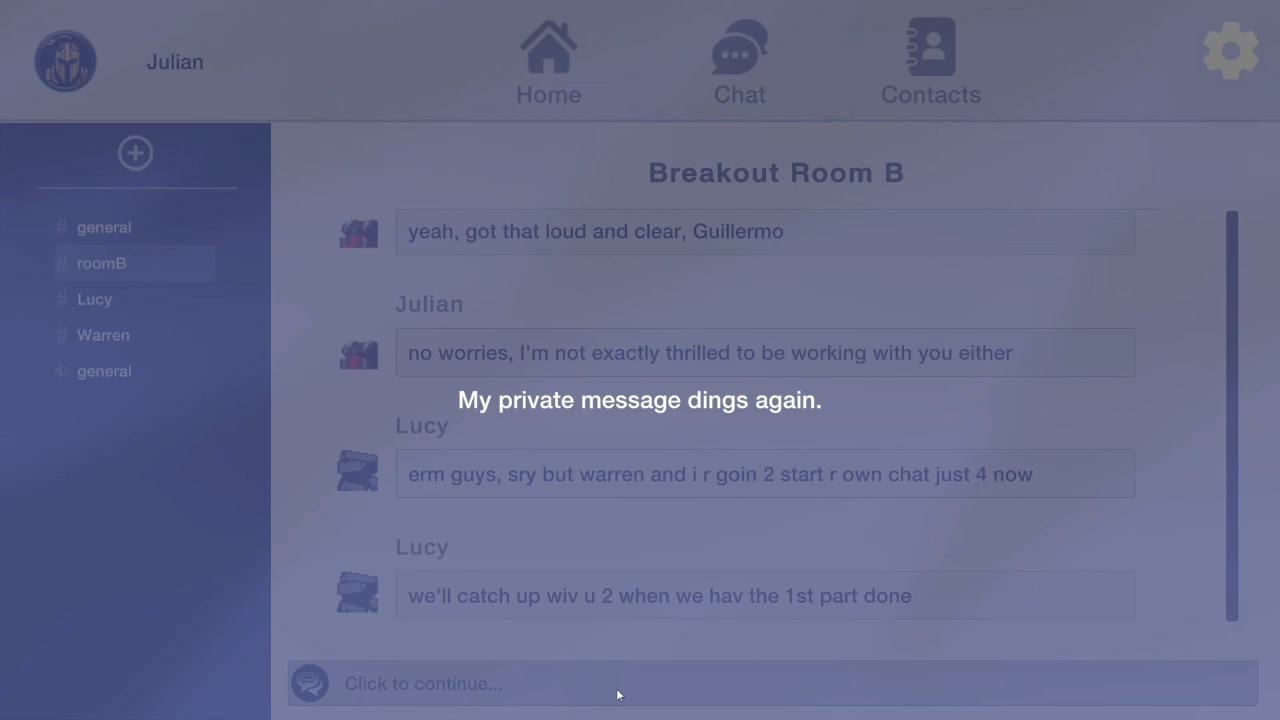 Julian
Home
Chat
Contacts
# general
# roomB
# Lucy
# Warren
general
Breakout Room B
yeah, got that loud and clear, Guillermo
Julian
no worries, I'm not exactly thrilled to be working with you either
My private message dings again.
Lucy
erm guys, sry but warren and i r goin 2 start r own chat just 4 now
Lucy
we'll catch up wiv u 2 when we hav the 1st part done
Click to continue...